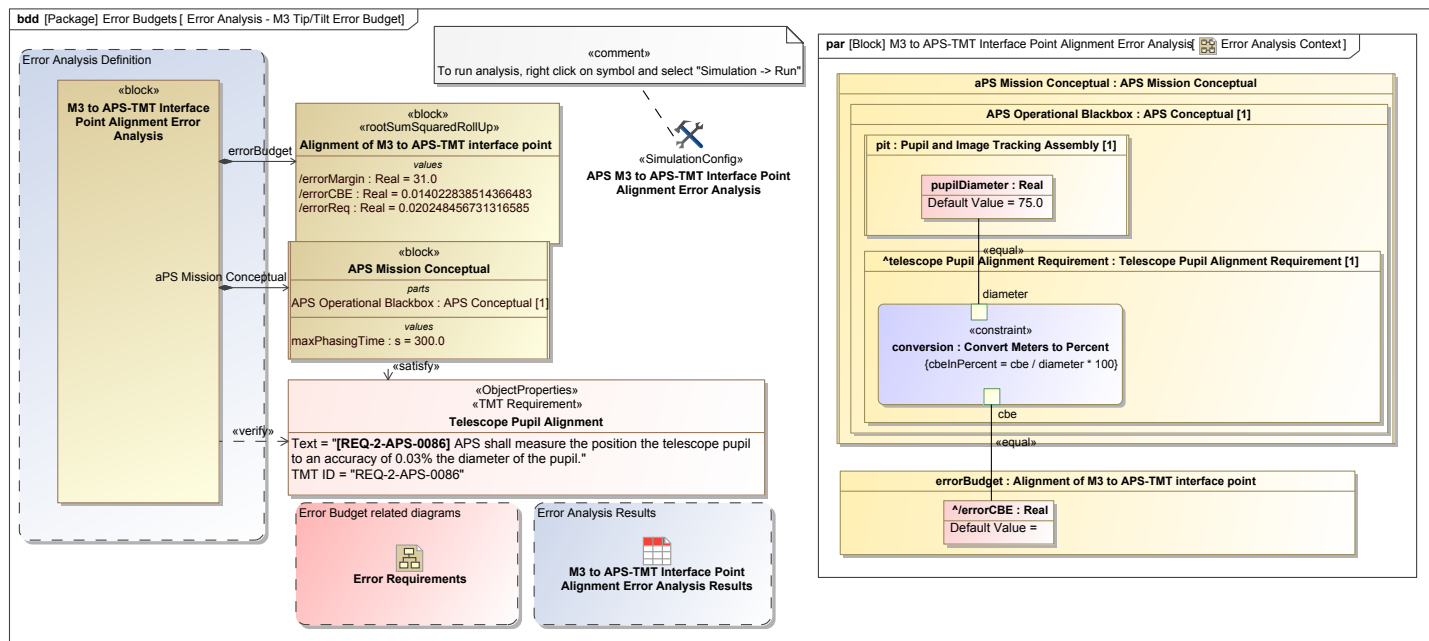 bdd [Package] Error Budgets [ Error Analysis - M3 Tip/Tilt Error Budget]
Error Analysis Definition
«block»
M3 to APS-TMT Interface
Point Alignment Error
Analysis
errorBudget
aPS Mission Conceptual
«verify»
«comment»
To run analysis, right click on symbol and select "Simulation -> Run"
«block»
«rootSumSquaredRollUp»
Alignment of M3 to APS-TMT interface point
values
/errorMargin : Real = 31.0
/errorCBE : Real = 0.014022838514366483
/errorReq : Real = 0.020248456731316585
«SimulationConfig»
APS M3 to APS-TMT Interface Point
Alignment Error Analysis
«block»
APS Mission Conceptual
parts
APS Operational Blackbox : APS Conceptual [1]
values
maxPhasingTime : s = 300.0
«satisfy»
«ObjectProperties»
«TMT Requirement»
Telescope Pupil Alignment
Text = "[REQ-2-APS-0086] APS shall measure the position the telescope pupil
to an accuracy of 0.03% the diameter of the pupil."
TMT ID = "REQ-2-APS-0086"
Error Budget related diagrams
Error Requirements
Error Analysis Results
M3 to APS-TMT Interface Point
Alignment Error Analysis Results
par [Block] M3 to APS-TMT Interface Point Alignment Error Analysis[ Error Analysis Context ]
aPS Mission Conceptual : APS Mission Conceptual
APS Operational Blackbox : APS Conceptual [1]
pit : Pupil and Image Tracking Assembly [1]
pupilDiameter : Real
Default Value = 75.0
«equal»
^telescope Pupil Alignment Requirement : Telescope Pupil Alignment Requirement [1]
diameter
«constraint»
conversion : Convert Meters to Percent
{cbeInPercent = cbe / diameter * 100}
cbe
«equal»
errorBudget : Alignment of M3 to APS-TMT interface point
^/errorCBE : Real
Default Value =